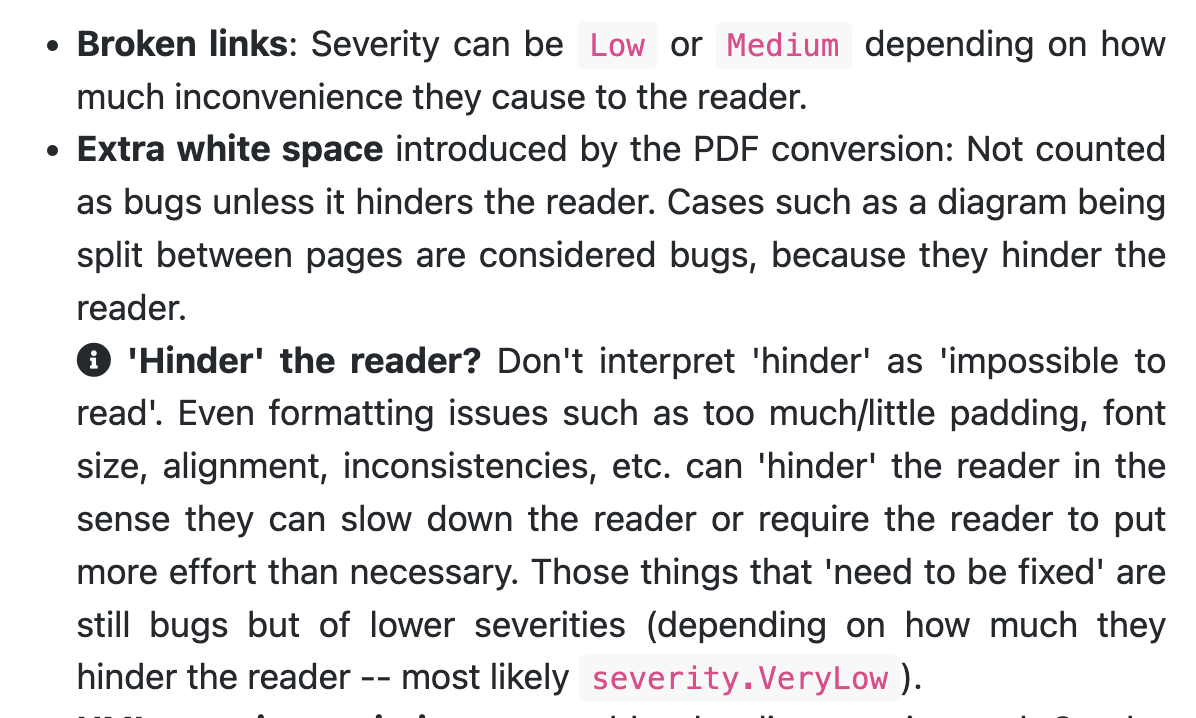 • Broken links: Severity can be Low or Medium depending on how
much inconvenience they cause to the reader.
• Extra white space introduced by the PDF conversion: Not counted
as bugs unless it hinders the reader. Cases such as a diagram being
split between pages are considered bugs, because they hinder the
reader.
'Hinder' the reader? Don't interpret 'hinder' as 'impossible to
read'. Even formatting issues such as too much/little padding, font
size, alignment, inconsistencies, etc. can 'hinder' the reader in the
sense they can slow down the reader or require the reader to put
more effort than necessary. Those things that 'need to be fixed' are
still bugs but of lower severities (depending on how much they
hinder the reader -- most likely severity.VeryLow).